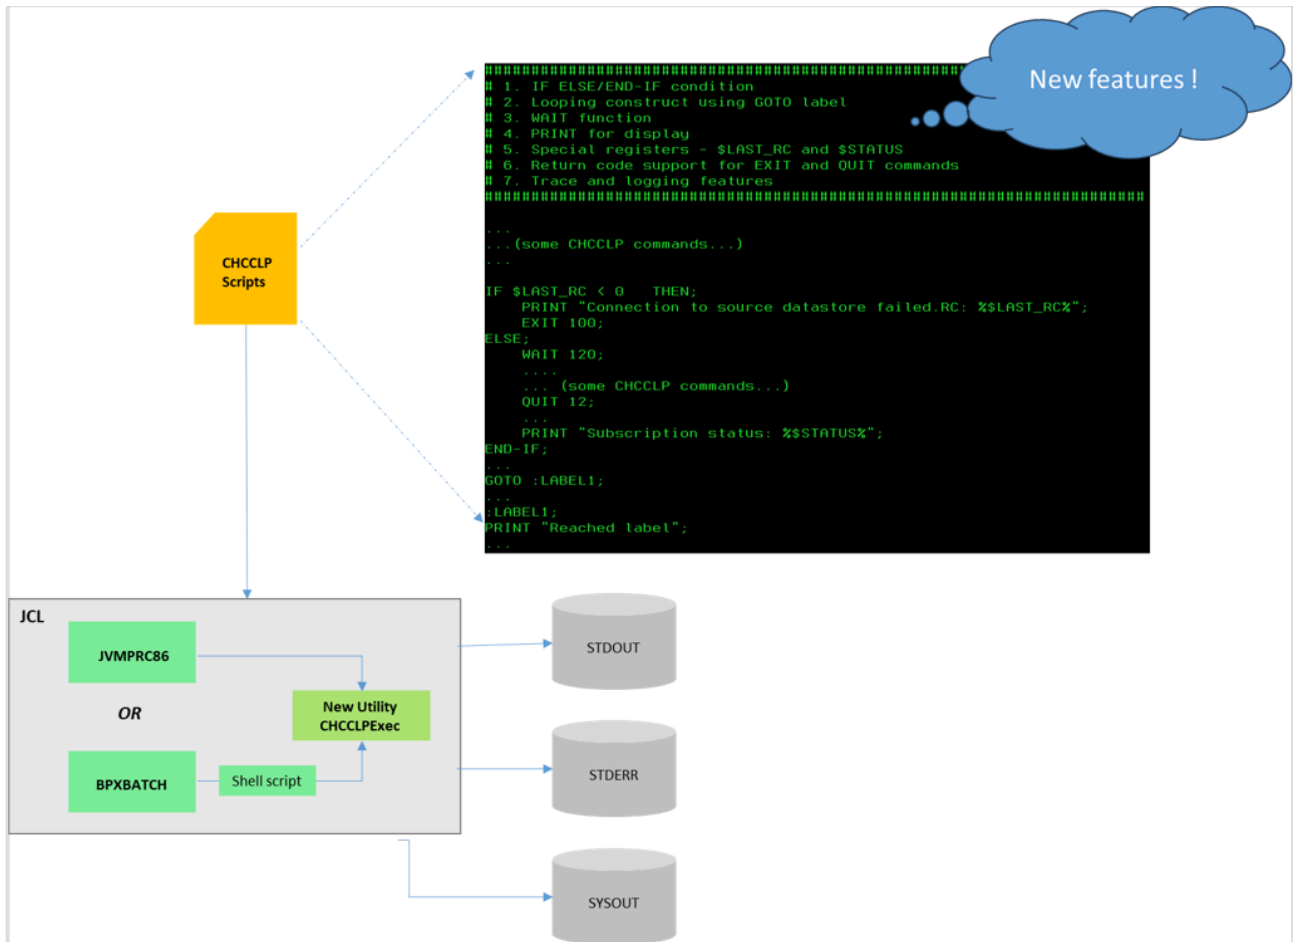 New features !
##########################################################################
# 1. IF ELSE/END-IF condition
# 2. Looping construct using GOTO label
# 3. WAIT function
# 4. PRINT for display
# 5. Special registers - $LAST_RC and $STATUS
# 6. Return code support for EXIT and QUIT commands
# 7. Trace and logging features
##########################################################################
...
...(some CHCCLP commands...)
...
IF $LAST_RC < 0   THEN;
    PRINT "Connection to source datastore failed.RC: %$LAST_RC%";
    EXIT 100;
ELSE;
    WAIT 120;
    ....
    ... (some CHCCLP commands...)
    QUIT 12;
    ...
    PRINT "Subscription status: %$STATUS%";
END-IF;
...
GOTO :LABEL1;
...
:LABEL1;
PRINT "Reached label";
...
CHCCLP
Scripts
JCL
JVMPRC86
OR
BPXBATCH
Shell script
New Utility
CHCCLPExec
STDOUT
STDERR
SYSOUT